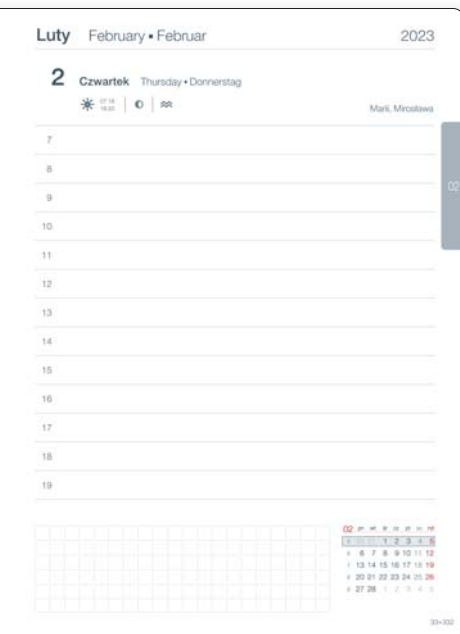 Luty February • Februar 2023
2 Czwartek Thursday • Donnerstag
Marii, Mirosława
02
7
8
9
10
11
12
13
14
15
16
17
18
19
02
1 2 3 4 5
6 7 8 9 10 11 12
13 14 15 16 17 18 19
20 21 22 23 24 25 26
27 28 1 2 3 4 5
33+332